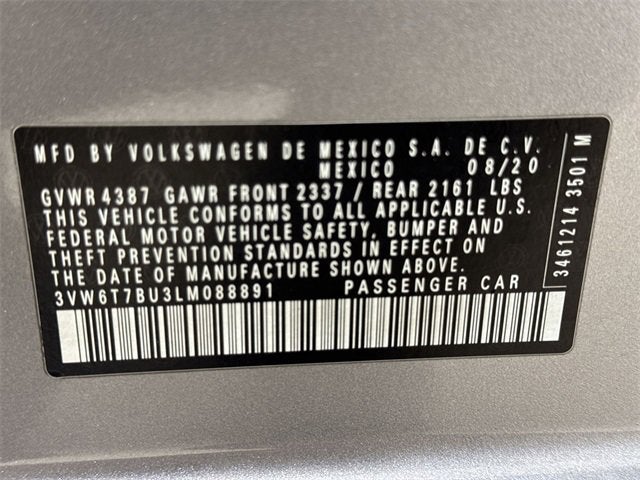 MFD BY VOLKSWAGEN DE MEXICO S.A. DE C.V.
MEXICO 08/20
GVWR 4387 GAWR FRONT 2337 / REAR 2161 LBS
THIS VEHICLE CONFORMS TO ALL APPLICABLE U.S.
FEDERAL MOTOR VEHICLE SAFETY, BUMPER AND
THEFT PREVENTION STANDARDS IN EFFECT ON
THE DATE OF MANUFACTURE SHOWN ABOVE.
3VW6T7BU3LM088891 PASSENGER CAR
3461214 3501 M